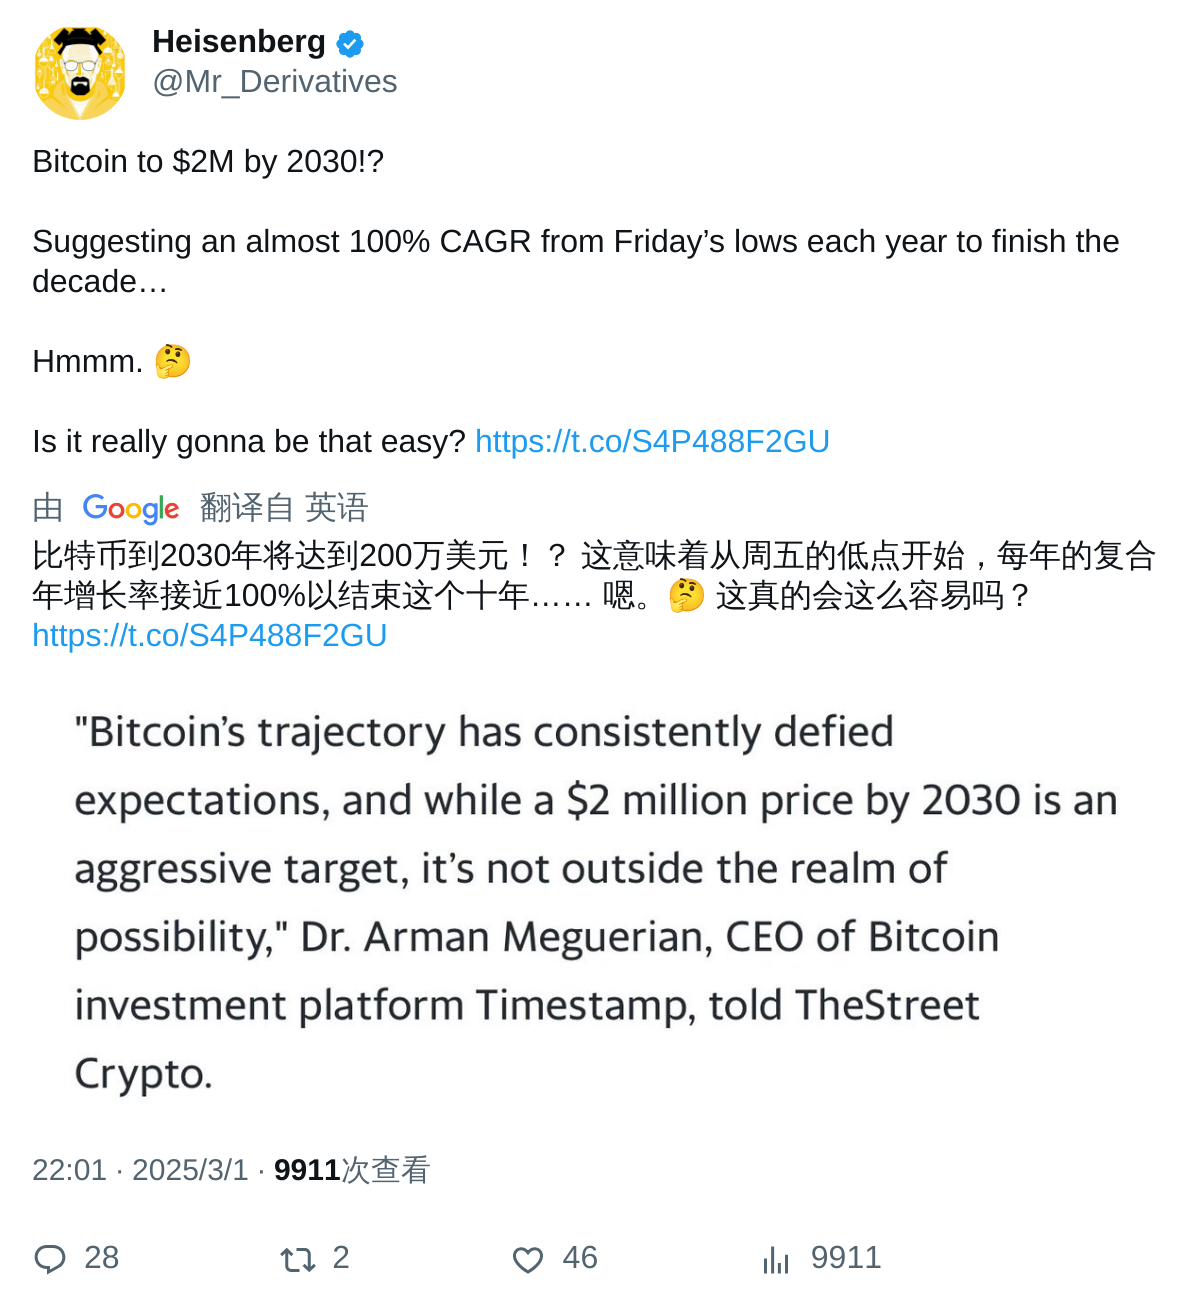 Heisenberg
@Mr_Derivatives
Bitcoin to $2M by 2030!?
Suggesting an almost 100% CAGR from Friday’s lows each year to finish the
decade…
Hmmm. 🤔
Is it really gonna be that easy? https://t.co/S4P488F2GU
由 Google 翻译自 英语
比特币到2030年将达到200万美元！？ 这意味着从周五的低点开始，每年的复合
年增长率接近100%以结束这个十年…… 嗯。🤔 这真的会这么容易吗？
https://t.co/S4P488F2GU
"Bitcoin’s trajectory has consistently defied
expectations, and while a $2 million price by 2030 is an
aggressive target, it’s not outside the realm of
possibility," Dr. Arman Meguerian, CEO of Bitcoin
investment platform Timestamp, told TheStreet
Crypto.
22:01 · 2025/3/1 · 9911次查看
28 2 46 9911